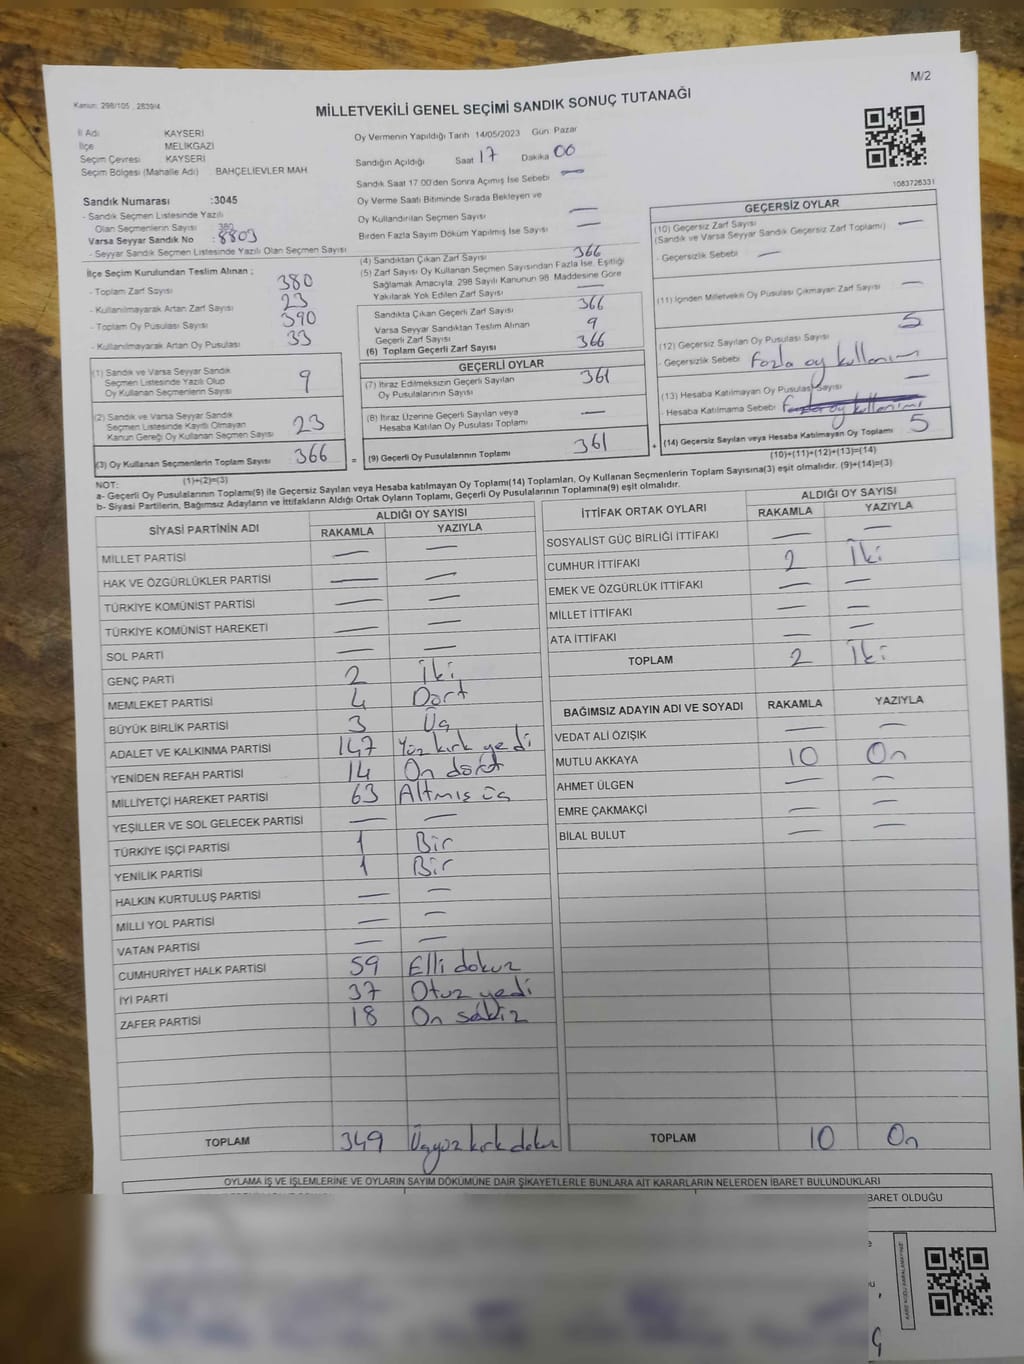 M/2
Kanun: 298/105 , 2839/4
MİLLETVEKİLİ GENEL SEÇİMİ SANDIK SONUÇ TUTANAĞI
İl Adı KAYSERİ
İlçe MELİKGAZİ
Seçim Çevresi KAYSERİ
Seçim Bölgesi (Mahalle Adı) BAHÇELİEVLER MAH
Sandık Numarası :3045
- Sandık Seçmen Listesinde Yazılı
Olan Seçmenlerin Sayısı : 380
Varsa Seyyar Sandık No : 8803
- Seyyar Sandık Seçmen Listesinde Yazılı Olan Seçmen Sayısı
İlçe Seçim Kurulundan Teslim Alınan ;
- Toplam Zarf Sayısı 380
- Kullanılmayarak Artan Zarf Sayısı 23
- Toplam Oy Pusulası Sayısı 390
- Kullanılmayarak Artan Oy Pusulası 33
(1) Sandık ve Varsa Seyyar Sandık
Seçmen Listesinde Yazılı Olup
Oy Kullanan Seçmenlerin Sayısı 9
(2) Sandık ve Varsa Seyyar Sandık
Seçmen Listesinde Kayıtlı Olmayan
Kanun Gereği Oy Kullanan Seçmen Sayısı 23
(3) Oy Kullanan Seçmenlerin Toplam Sayısı 366
(1)+(2)=(3)
Oy Vermenin Yapıldığı Tarih 14/05/2023 Gün Pazar
Sandığın Açıldığı Saat 17 Dakika 00
Sandık Saat 17:00'den Sonra Açılmış İse Sebebi —
Oy Verme Saati Bitiminde Sırada Bekleyen ve
Oy Kullandırılan Seçmen Sayısı —
Birden Fazla Sayım Döküm Yapılmış İse Sayısı —
(4) Sandıktan Çıkan Zarf Sayısı 366
(5) Zarf Sayısı Oy Kullanan Seçmen Sayısından Fazla İse, Eşitliği
Sağlamak Amacıyla, 298 Sayılı Kanunun 98. Maddesine Göre
Yakılarak Yok Edilen Zarf Sayısı —
Sandıkta Çıkan Geçerli Zarf Sayısı 366
Varsa Seyyar Sandıktan Teslim Alınan
Geçerli Zarf Sayısı 9
(6) Toplam Geçerli Zarf Sayısı 366
GEÇERLİ OYLAR
(7) İtiraz Edilmeksizin Geçerli Sayılan
Oy Pusulalarının Sayısı 361
(8) İtiraz Üzerine Geçerli Sayılan veya
Hesaba Katılan Oy Pusulası Toplamı —
= (9) Geçerli Oy Pusulalarının Toplamı 361
1083726331
GEÇERSİZ OYLAR
(10) Geçersiz Zarf Sayısı —
(Sandık ve Varsa Seyyar Sandık Geçersiz Zarf Toplamı)
- Geçersizlik Sebebi —
(11) İçinden Milletvekili Oy Pusulası Çıkmayan Zarf Sayısı —
(12) Geçersiz Sayılan Oy Pusulası Sayısı 5
- Geçersizlik Sebebi fazla oy kullanımı
(13) Hesaba Katılmayan Oy Pusulası Sayısı —
- Hesaba Katılmama Sebebi fazla oy kullanımı
+ (14) Geçersiz Sayılan veya Hesaba Katılmayan Oy Toplamı 5
(10)+(11)+(12)+(13)=(14)
NOT:
a- Geçerli Oy Pusulalarının Toplamı(9) ile Geçersiz Sayılan veya Hesaba katılmayan Oy Toplamı(14) Toplamları, Oy Kullanan Seçmenlerin Toplam Sayısına(3) eşit olmalıdır. (9)+(14)=(3)
b- Siyasi Partilerin, Bağımsız Adayların ve İttifakların Aldığı Ortak Oyların Toplamı, Geçerli Oy Pusulalarının Toplamına(9) eşit olmalıdır.
SİYASİ PARTİNİN ADI ALDIĞI OY SAYISI
RAKAMLA YAZIYLA
MİLLET PARTİSİ — —
HAK VE ÖZGÜRLÜKLER PARTİSİ — —
TÜRKİYE KOMÜNİST PARTİSİ — —
TÜRKİYE KOMÜNİST HAREKETİ — —
SOL PARTİ — —
GENÇ PARTİ 2 İki
MEMLEKET PARTİSİ 4 Dört
BÜYÜK BİRLİK PARTİSİ 3 Üç
ADALET VE KALKINMA PARTİSİ 147 Yüz kırk yedi
YENİDEN REFAH PARTİSİ 14 On dört
MİLLİYETÇİ HAREKET PARTİSİ 63 Altmış üç
YEŞİLLER VE SOL GELECEK PARTİSİ — —
TÜRKİYE İŞÇİ PARTİSİ 1 Bir
YENİLİK PARTİSİ 1 Bir
HALKIN KURTULUŞ PARTİSİ — —
MİLLİ YOL PARTİSİ — —
VATAN PARTİSİ — —
CUMHURİYET HALK PARTİSİ 59 Elli dokuz
İYİ PARTİ 37 Otuz yedi
ZAFER PARTİSİ 18 On sekiz
TOPLAM 349 Üçyüz kırk dokuz
İTTİFAK ORTAK OYLARI ALDIĞI OY SAYISI
RAKAMLA YAZIYLA
SOSYALİST GÜÇ BİRLİĞİ İTTİFAKI — —
CUMHUR İTTİFAKI 2 İki
EMEK VE ÖZGÜRLÜK İTTİFAKI — —
MİLLET İTTİFAKI — —
ATA İTTİFAKI — —
TOPLAM 2 İki
BAĞIMSIZ ADAYIN ADI VE SOYADI RAKAMLA YAZIYLA
VEDAT ALİ ÖZIŞIK — —
MUTLU AKKAYA 10 On
AHMET ÜLGEN — —
EMRE ÇAKMAKÇİ — —
BİLAL BULUT — —
TOPLAM 10 On
OYLAMA İŞ VE İŞLEMLERİNE VE OYLARIN SAYIM DÖKÜMÜNE DAİR ŞİKAYETLERLE BUNLARA AİT KARARLARIN NELERDEN İBARET BULUNDUKLARI
BARET OLDUĞU